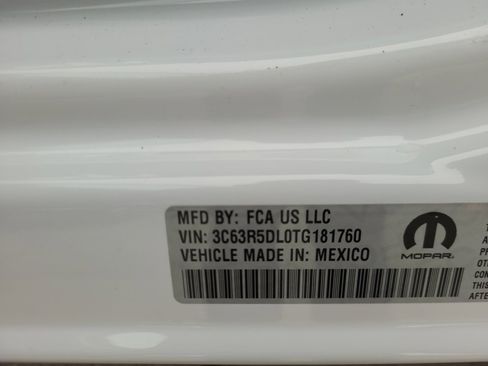 MFD BY: FCA US LLC
VIN: 3C63R5DL0TG181760
VEHICLE MADE IN: MEXICO
MOPAR